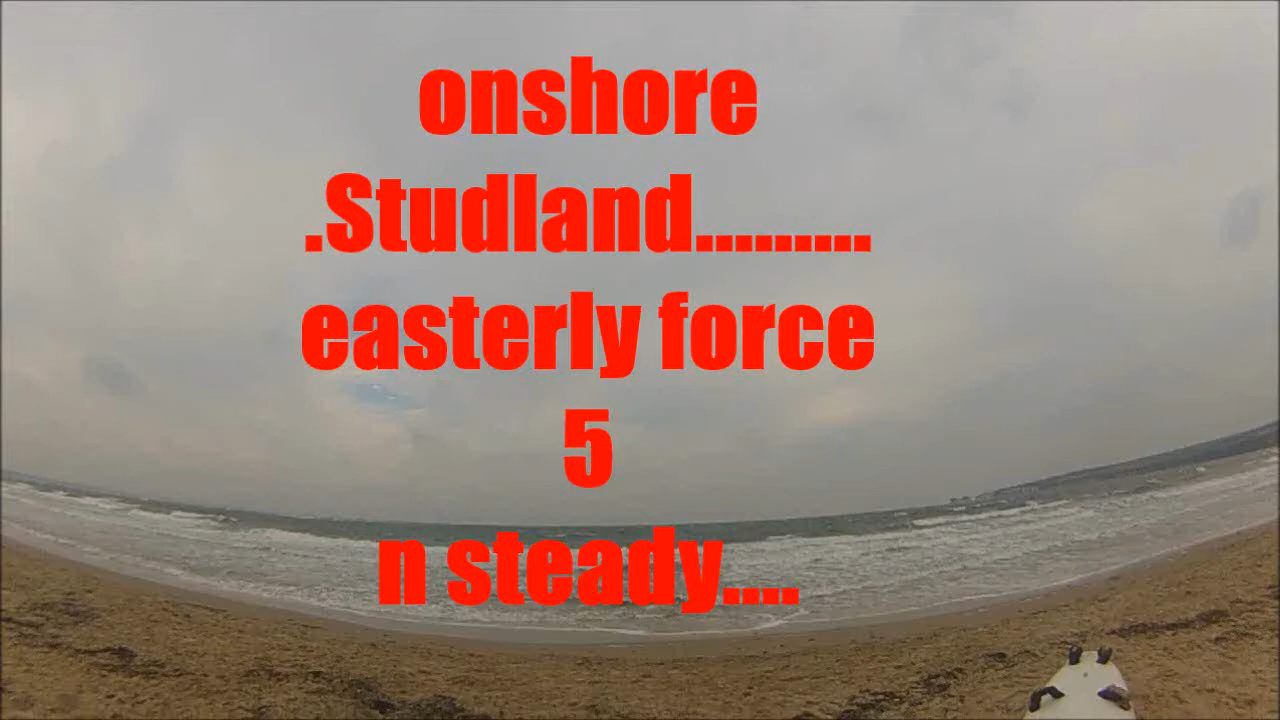 onshore
.Studland.........
easterly force
5
n steady....